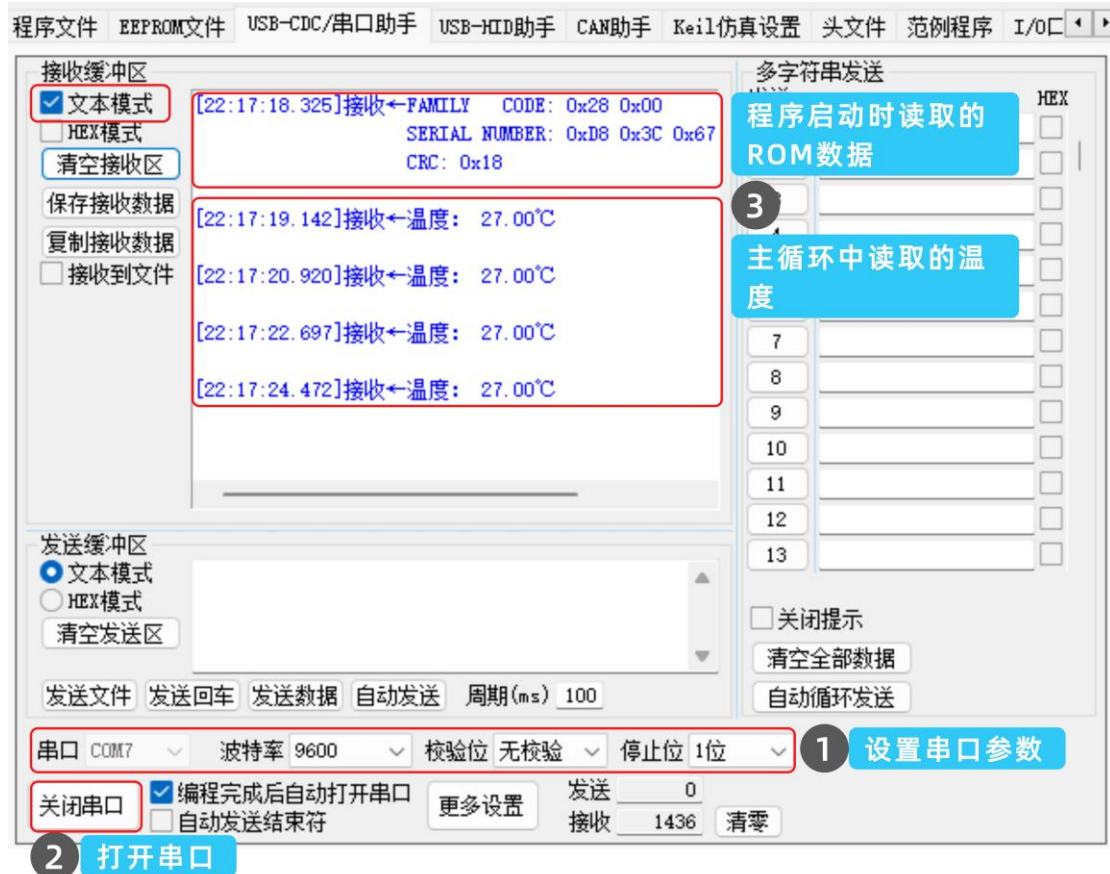 程序文件 EEPROM文件 USB-CDC/串口助手 USB-HID助手 CAN助手 Keil仿真设置 头文件 范例程序 I/O
接收缓冲区
文本模式
HEX模式
清空接收区
保存接收数据
复制接收数据
接收到文件
[22:17:18.325]接收←FAMILY CODE: 0x28 0x00
SERIAL NUMBER: 0xD8 0x3C 0x67
CRC: 0x18
[22:17:19.142]接收←温度: 27.00℃
[22:17:20.920]接收←温度: 27.00℃
[22:17:22.697]接收←温度: 27.00℃
[22:17:24.472]接收←温度: 27.00℃
多字符串发送
HEX
程序启动时读取的
ROM数据
3
主循环中读取的温
度
7
8
9
10
11
12
13
发送缓冲区
文本模式
HEX模式
清空发送区
发送文件 发送回车 发送数据 自动发送 周期(ms) 100
关闭提示
清空全部数据
自动循环发送
串口 COM7 波特率 9600 校验位 无校验 停止位 1位
1 设置串口参数
关闭串口
编程完成后自动打开串口
自动发送结束符
更多设置
发送 0
接收 1436
清零
2 打开串口